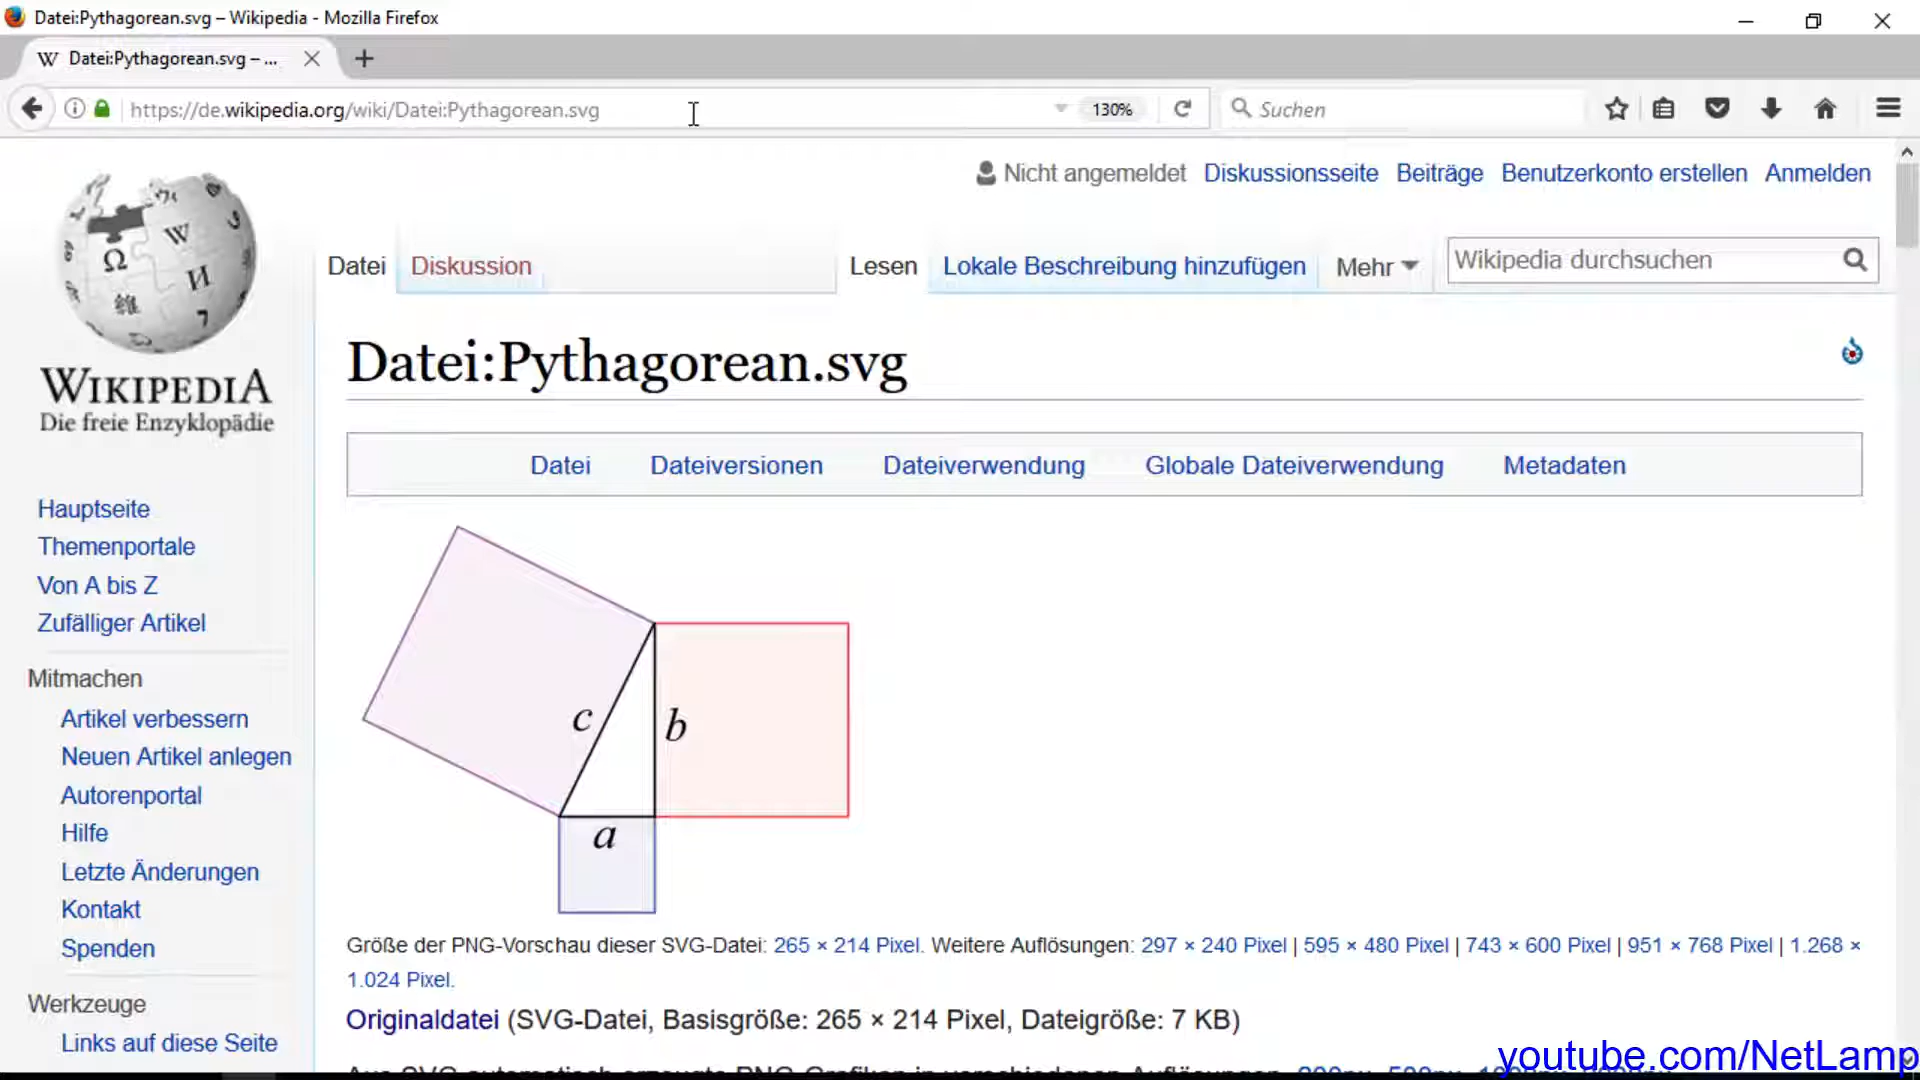 Datei:Pythagorean.svg – Wikipedia - Mozilla Firefox
W Datei:Pythagorean.svg – ...
https://de.wikipedia.org/wiki/Datei:Pythagorean.svg 130% Suchen
Nicht angemeldet Diskussionsseite Beiträge Benutzerkonto erstellen Anmelden
Datei Diskussion Lesen Lokale Beschreibung hinzufügen Mehr Wikipedia durchsuchen
Ω W И 維 7
WIKIPEDIA
Die freie Enzyklopädie
Datei:Pythagorean.svg
Datei Dateiversionen Dateiverwendung Globale Dateiverwendung Metadaten
Hauptseite
Themenportale
Von A bis Z
Zufälliger Artikel
Mitmachen
Artikel verbessern
Neuen Artikel anlegen
Autorenportal
Hilfe
Letzte Änderungen
Kontakt
Spenden
Werkzeuge
Links auf diese Seite
c
b
a
Größe der PNG-Vorschau dieser SVG-Datei: 265 × 214 Pixel. Weitere Auflösungen: 297 × 240 Pixel | 595 × 480 Pixel | 743 × 600 Pixel | 951 × 768 Pixel | 1.268 ×
1.024 Pixel.
Originaldatei (SVG-Datei, Basisgröße: 265 × 214 Pixel, Dateigröße: 7 KB)
youtube.com/NetLamp